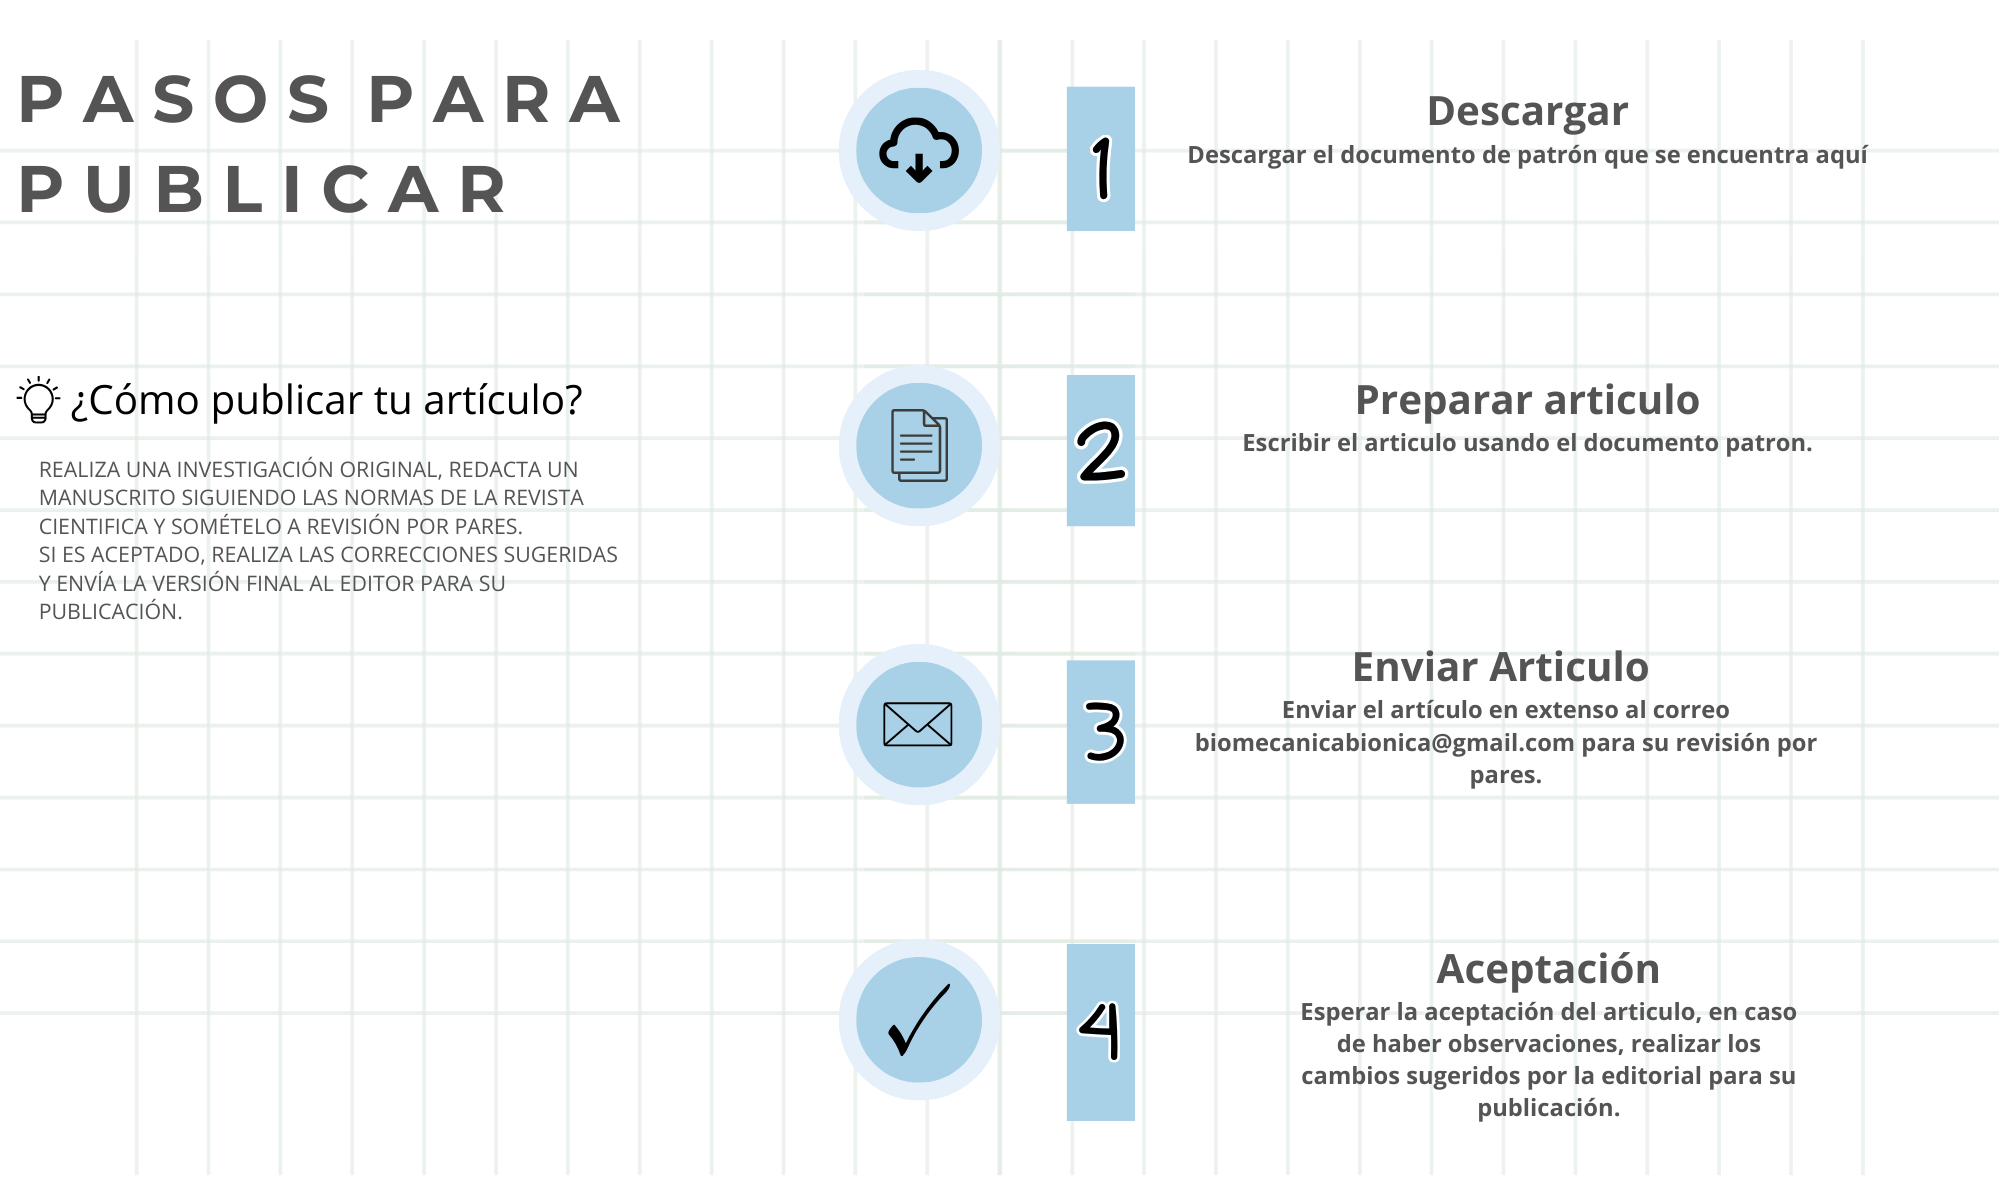 PASOS PARA
PUBLICAR
¿Cómo publicar tu artículo?
REALIZA UNA INVESTIGACIÓN ORIGINAL, REDACTA UN
MANUSCRITO SIGUIENDO LAS NORMAS DE LA REVISTA
CIENTIFICA Y SOMÉTELO A REVISIÓN POR PARES.
SI ES ACEPTADO, REALIZA LAS CORRECCIONES SUGERIDAS
Y ENVÍA LA VERSIÓN FINAL AL EDITOR PARA SU
PUBLICACIÓN.
1
Descargar
Descargar el documento de patrón que se encuentra aquí
2
Preparar articulo
Escribir el articulo usando el documento patron.
3
Enviar Articulo
Enviar el artículo en extenso al correo
biomecanicabionica@gmail.com para su revisión por
pares.
4
Aceptación
Esperar la aceptación del articulo, en caso
de haber observaciones, realizar los
cambios sugeridos por la editorial para su
publicación.